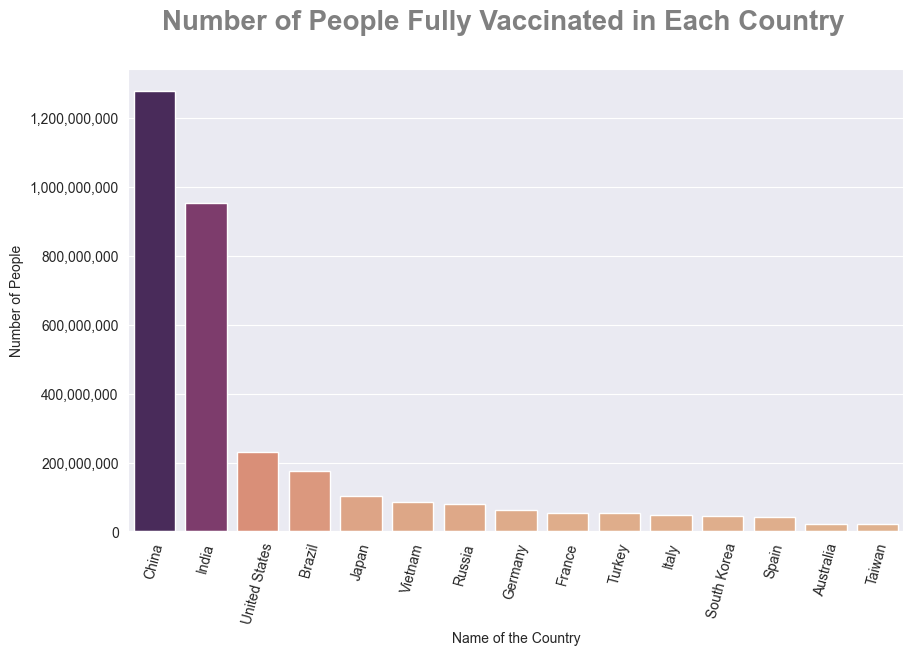 Number of People Fully Vaccinated in Each Country
Number of People
1,200,000,000
1,000,000,000
800,000,000
600,000,000
400,000,000
200,000,000
0
China
India
United States
Brazil
Japan
Vietnam
Russia
Germany
France
Turkey
Italy
South Korea
Spain
Australia
Taiwan
Name of the Country